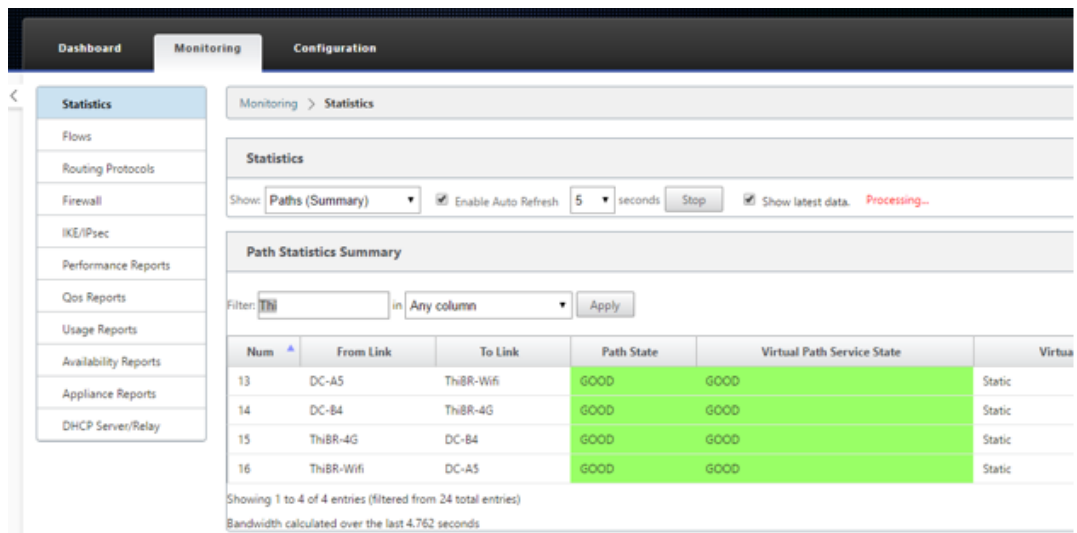 Dashboard Monitoring Configuration
Statistics
Flows
Routing Protocols
Firewall
IKE/IPsec
Performance Reports
Qos Reports
Usage Reports
Availability Reports
Appliance Reports
DHCP Server/Relay
Monitoring > Statistics
Statistics
Show: Paths (Summary) Enable Auto Refresh 5 seconds Stop Show latest data. Processing...
Path Statistics Summary
Filter: Thi in Any column Apply
Num From Link To Link Path State Virtual Path Service State Virtua
13 DC-A5 ThiBR-Wifi GOOD GOOD Static
14 DC-B4 ThiBR-4G GOOD GOOD Static
15 ThiBR-4G DC-B4 GOOD GOOD Static
16 ThiBR-Wifi DC-A5 GOOD GOOD Static
Showing 1 to 4 of 4 entries (filtered from 24 total entries)
Bandwidth calculated over the last 4.762 seconds